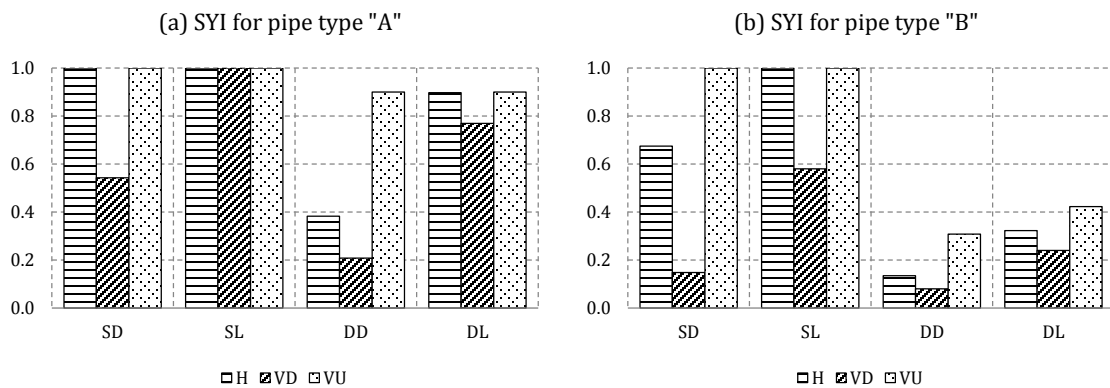 (a) SYI for pipe type "A"
1.0
0.8
0.6
0.4
0.2
0.0
SD SL DD DL
H VD VU
(b) SYI for pipe type "B"
1.0
0.8
0.6
0.4
0.2
0.0
SD SL DD DL
H VD VU